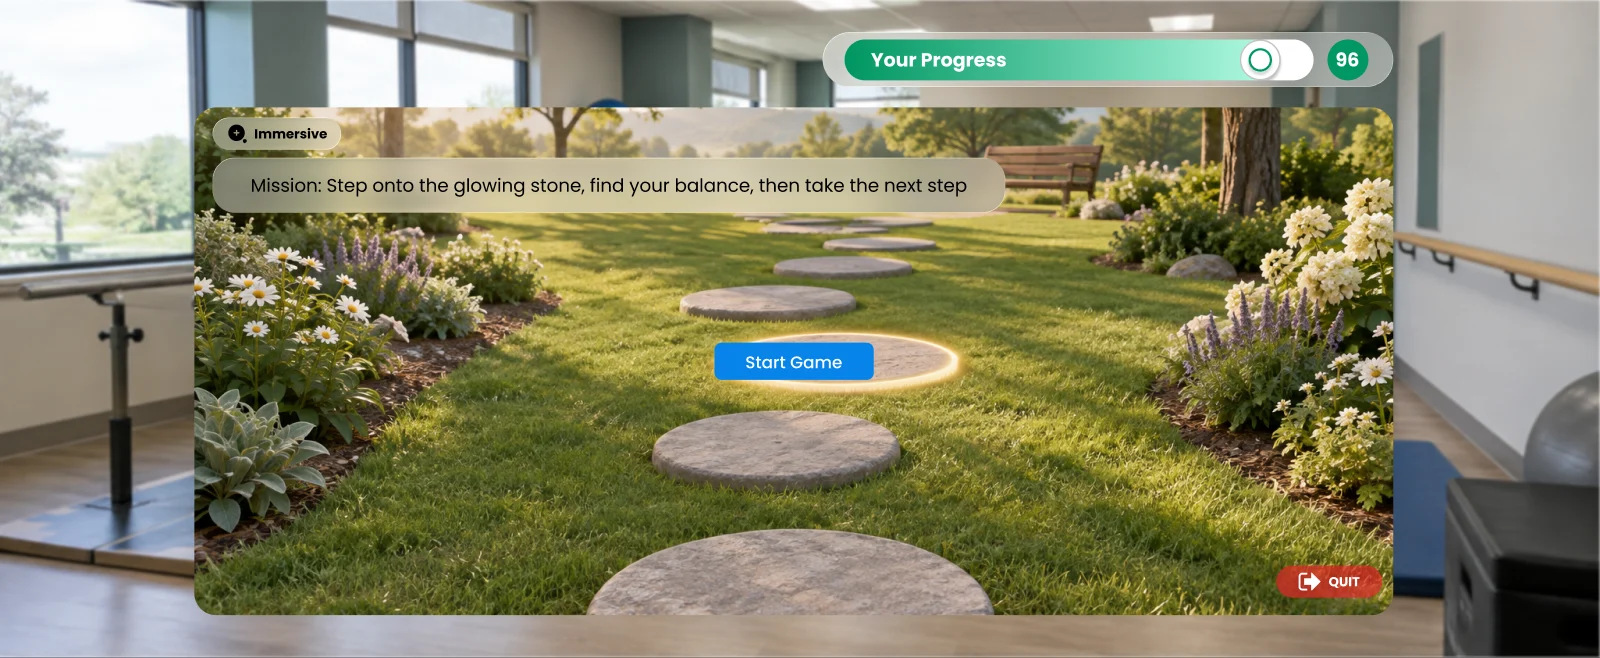 Your Progress
96
Immersive
Mission: Step onto the glowing stone, find your balance, then take the next step
Start Game
QUIT